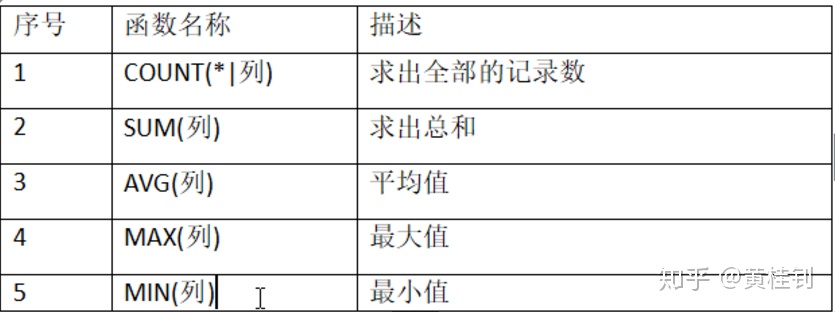 序号 函数名称 描述
1 COUNT(*|列) 求出全部的记录数
2 SUM(列) 求出总和
3 AVG(列) 平均值
4 MAX(列) 最大值
5 MIN(列) 最小值
知乎 @黄桂钊